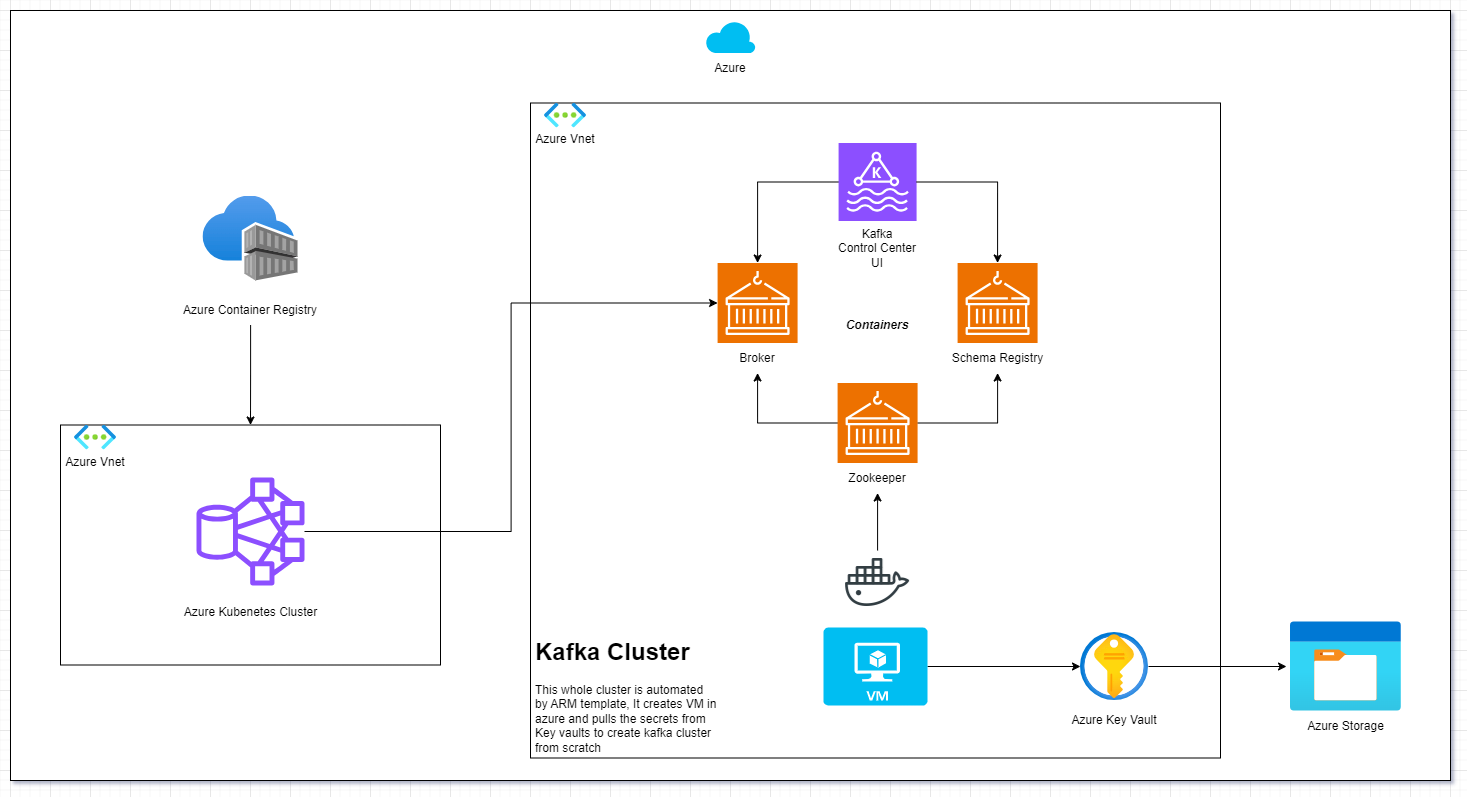 Azure
Azure Vnet
K
Kafka
Control Center
UI
Azure Container Registry
Containers
Broker
Schema Registry
Azure Vnet
Zookeeper
Azure Kubenetes Cluster
Kafka Cluster
This whole cluster is automated
by ARM template, It creates VM in
azure and pulls the secrets from
Key vaults to create kafka cluster
from scratch
VM
Azure Key Vault
Azure Storage